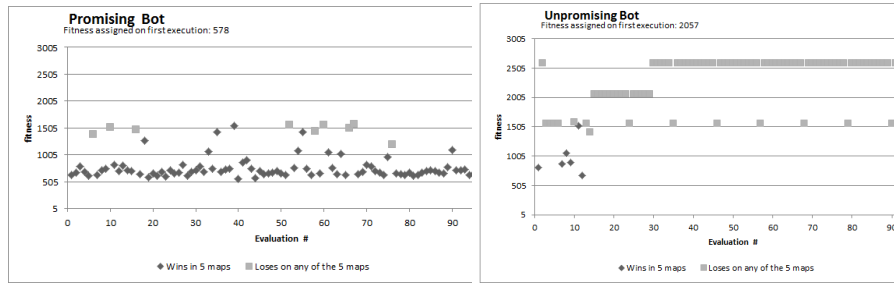 Promising Bot
Fitness assigned on first execution: 578
3005
2505
2005
1505
1005
505
5
fitness
0 10 20 30 40 50 60 70 80 90
Evaluation #
Wins in 5 maps Loses on any of the 5 maps
Unpromising Bot
Fitness assigned on first execution: 2057
3005
2505
2005
1505
1005
505
5
fitness
0 10 20 30 40 50 60 70 80 90
Evaluation #
Wins in 5 maps Loses on any of the 5 maps